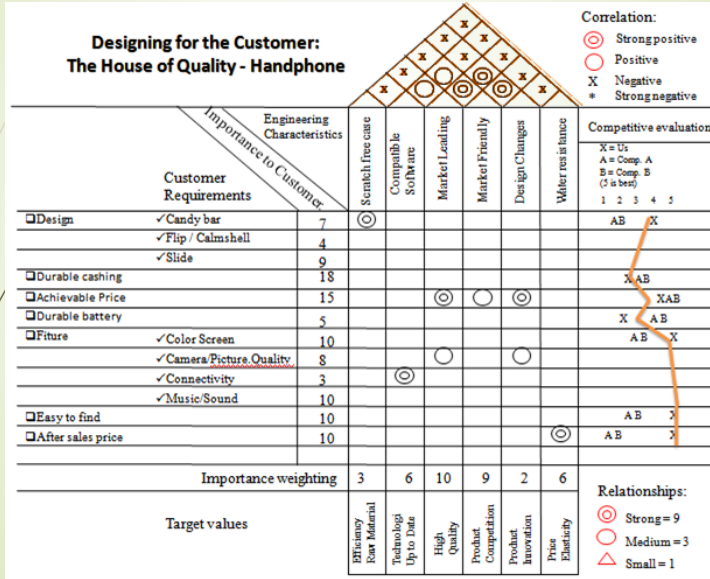 Designing for the Customer:
The House of Quality - Handphone
X
X X
X X X
X X
X X
X X
Correlation:
Strong positive
Positive
X Negative
* Strong negative
Importance to Customer
Engineering
Characteristics
Customer
Requirements
Scratch free case
Compatible
Software
Market Leading
Market Friendly
Design Changes
Water resistance
Competitive evaluation
X = Us
A = Comp. A
B = Comp. B
(5 is best)
1 2 3 4 5
❑Design ✓Candy bar 7 AB X
✓Flip / Calmshell 4
✓Slide 9
❑Durable cashing 18 XAB
❑Achievable Price 15 XAB
❑Durable battery 5 X A B
❑Fiture ✓Color Screen 10 A B X
✓Camera/Picture.Quality 8
✓Connectivity 3
✓Music/Sound 10
❑Easy to find 10 A B X
❑After sales price 10 A B X
Importance weighting 3 6 10 9 2 6
Target values
Efficiency
Raw Material
Technologi
Up to Date
High
Quality
Product
Competition
Product
Innovation
Price
Elasticity
Relationships:
Strong = 9
Medium = 3
Small = 1